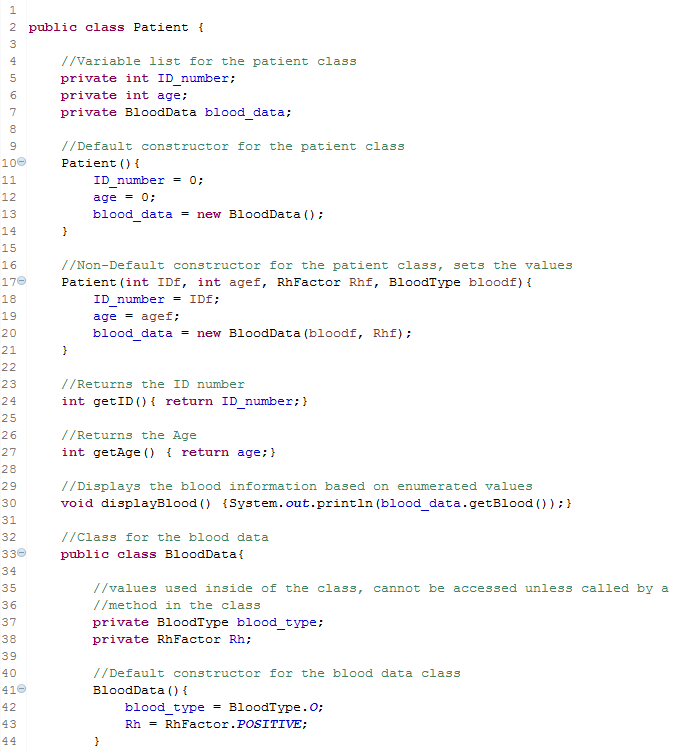 1
2 public class Patient {
3
4 //Variable list for the patient class
5 private int ID_number;
6 private int age;
7 private BloodData blood_data;
8
9 //Default constructor for the patient class
10 Patient(){
11 ID_number = 0;
12 age = 0;
13 blood_data = new BloodData();
14 }
15
16 //Non-Default constructor for the patient class, sets the values
17 Patient(int IDf, int agef, RhFactor Rhf, BloodType bloodf){
18 ID_number = IDf;
19 age = agef;
20 blood_data = new BloodData(bloodf, Rhf);
21 }
22
23 //Returns the ID number
24 int getID(){ return ID_number;}
25
26 //Returns the Age
27 int getAge() { return age;}
28
29 //Displays the blood information based on enumerated values
30 void displayBlood() {System.out.println(blood_data.getBlood());}
31
32 //Class for the blood data
33 public class BloodData{
34
35 //values used inside of the class, cannot be accessed unless called by a
36 //method in the class
37 private BloodType blood_type;
38 private RhFactor Rh;
39
40 //Default constructor for the blood data class
41 BloodData(){
42 blood_type = BloodType.O;
43 Rh = RhFactor.POSITIVE;
44 }